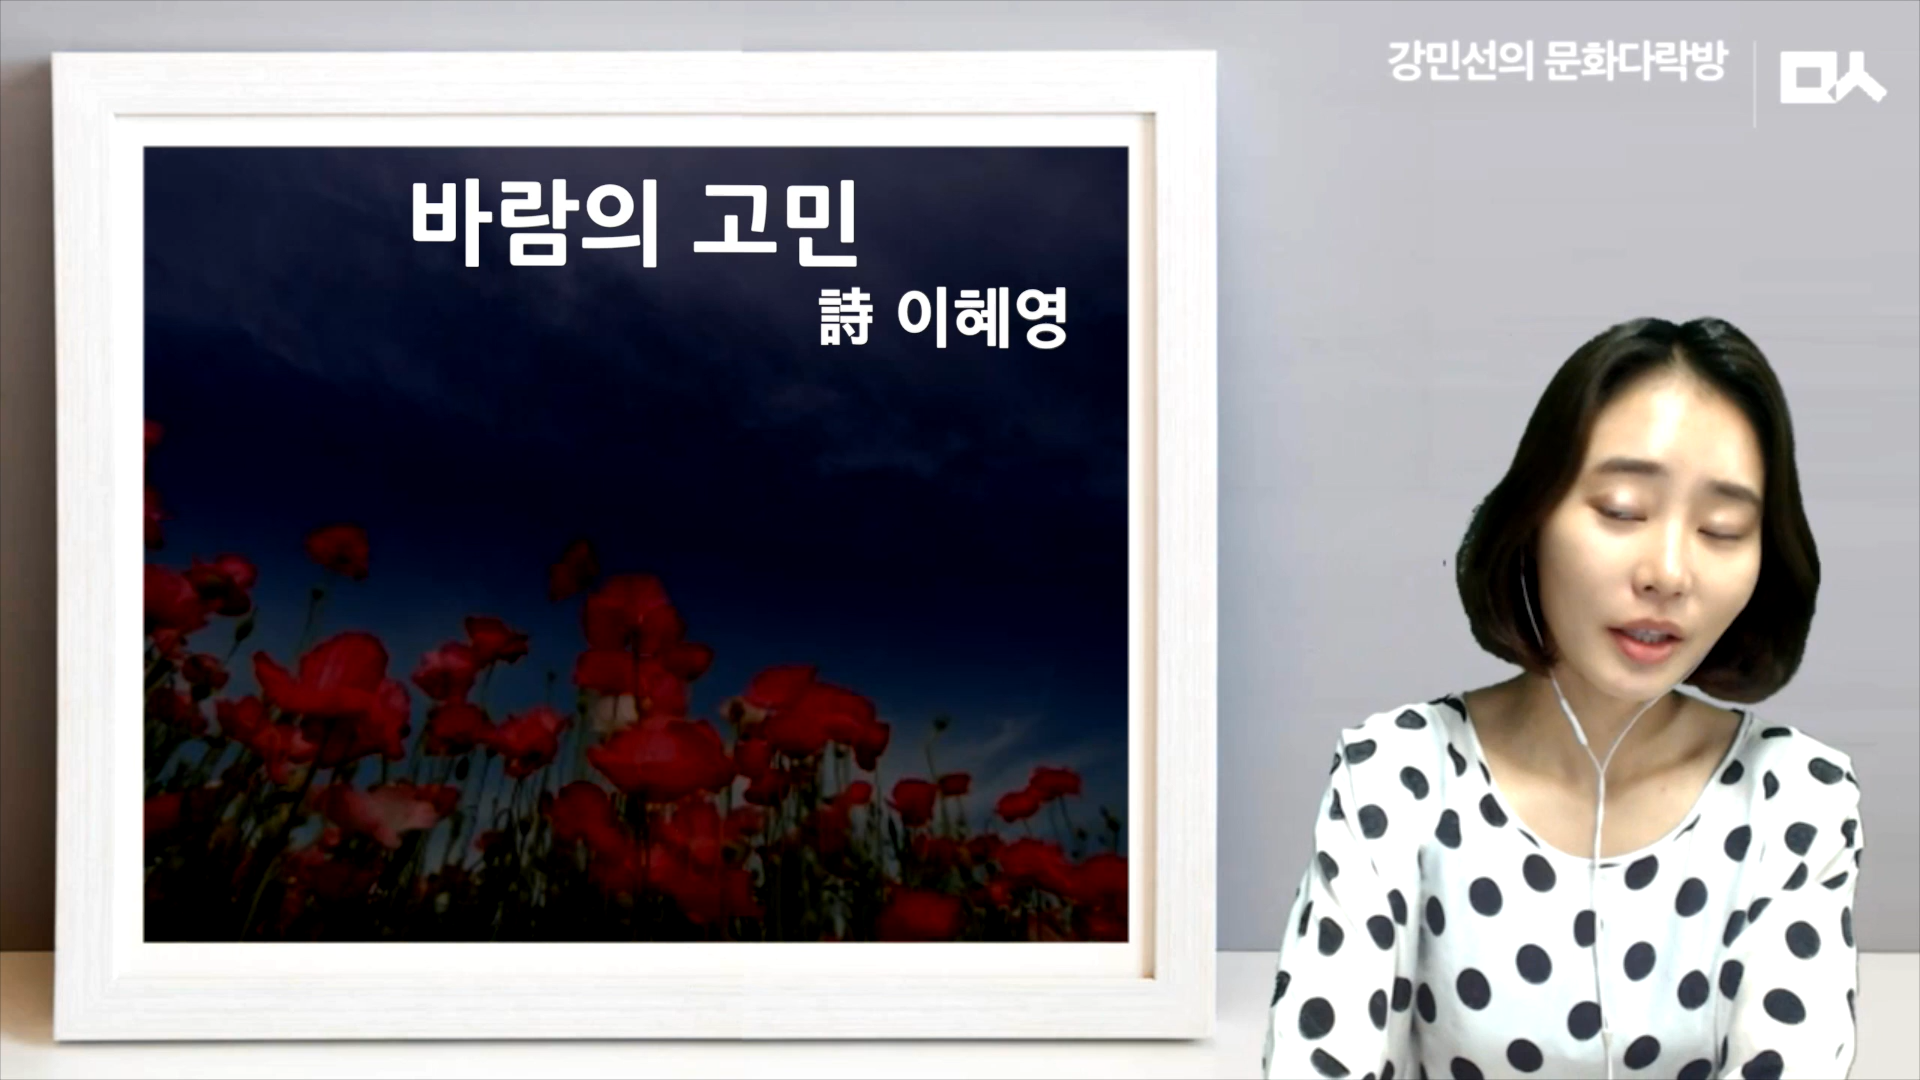 강민선의 문화다락방
바람의 고민
詩 이혜영